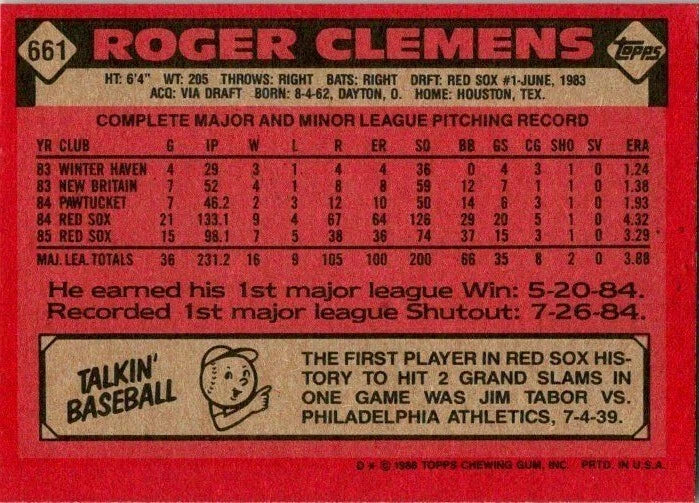 661 ROGER CLEMENS topps
HT: 6'4" WT: 205 THROWS: RIGHT BATS: RIGHT DRFT: RED SOX #1-JUNE, 1983
ACQ: VIA DRAFT BORN: 8-4-62, DAYTON, O. HOME: HOUSTON, TEX.
COMPLETE MAJOR AND MINOR LEAGUE PITCHING RECORD
YR CLUB G IP W L R ER SO BB GS CG SHO SV ERA
83 WINTER HAVEN 4 29 3 1 4 4 36 0 4 3 1 0 1.24
83 NEW BRITAIN 7 52 4 1 8 8 59 12 7 1 1 0 1.38
84 PAWTUCKET 7 46.2 2 3 12 10 50 14 6 3 1 0 1.93
84 RED SOX 21 133.1 9 4 67 64 126 29 20 5 1 0 4.32
85 RED SOX 15 98.1 7 5 38 36 74 37 15 3 1 0 3.29
MAJ. LEA. TOTALS 36 231.2 16 9 105 100 200 66 35 8 2 0 3.88
He earned his 1st major league Win: 5-20-84.
Recorded 1st major league Shutout: 7-26-84.
TALKIN'
BASEBALL
THE FIRST PLAYER IN RED SOX HIS-
TORY TO HIT 2 GRAND SLAMS IN
ONE GAME WAS JIM TABOR VS.
PHILADELPHIA ATHLETICS, 7-4-39.
D * © 1986 TOPPS CHEWING GUM, INC. PRTD. IN U.S.A.